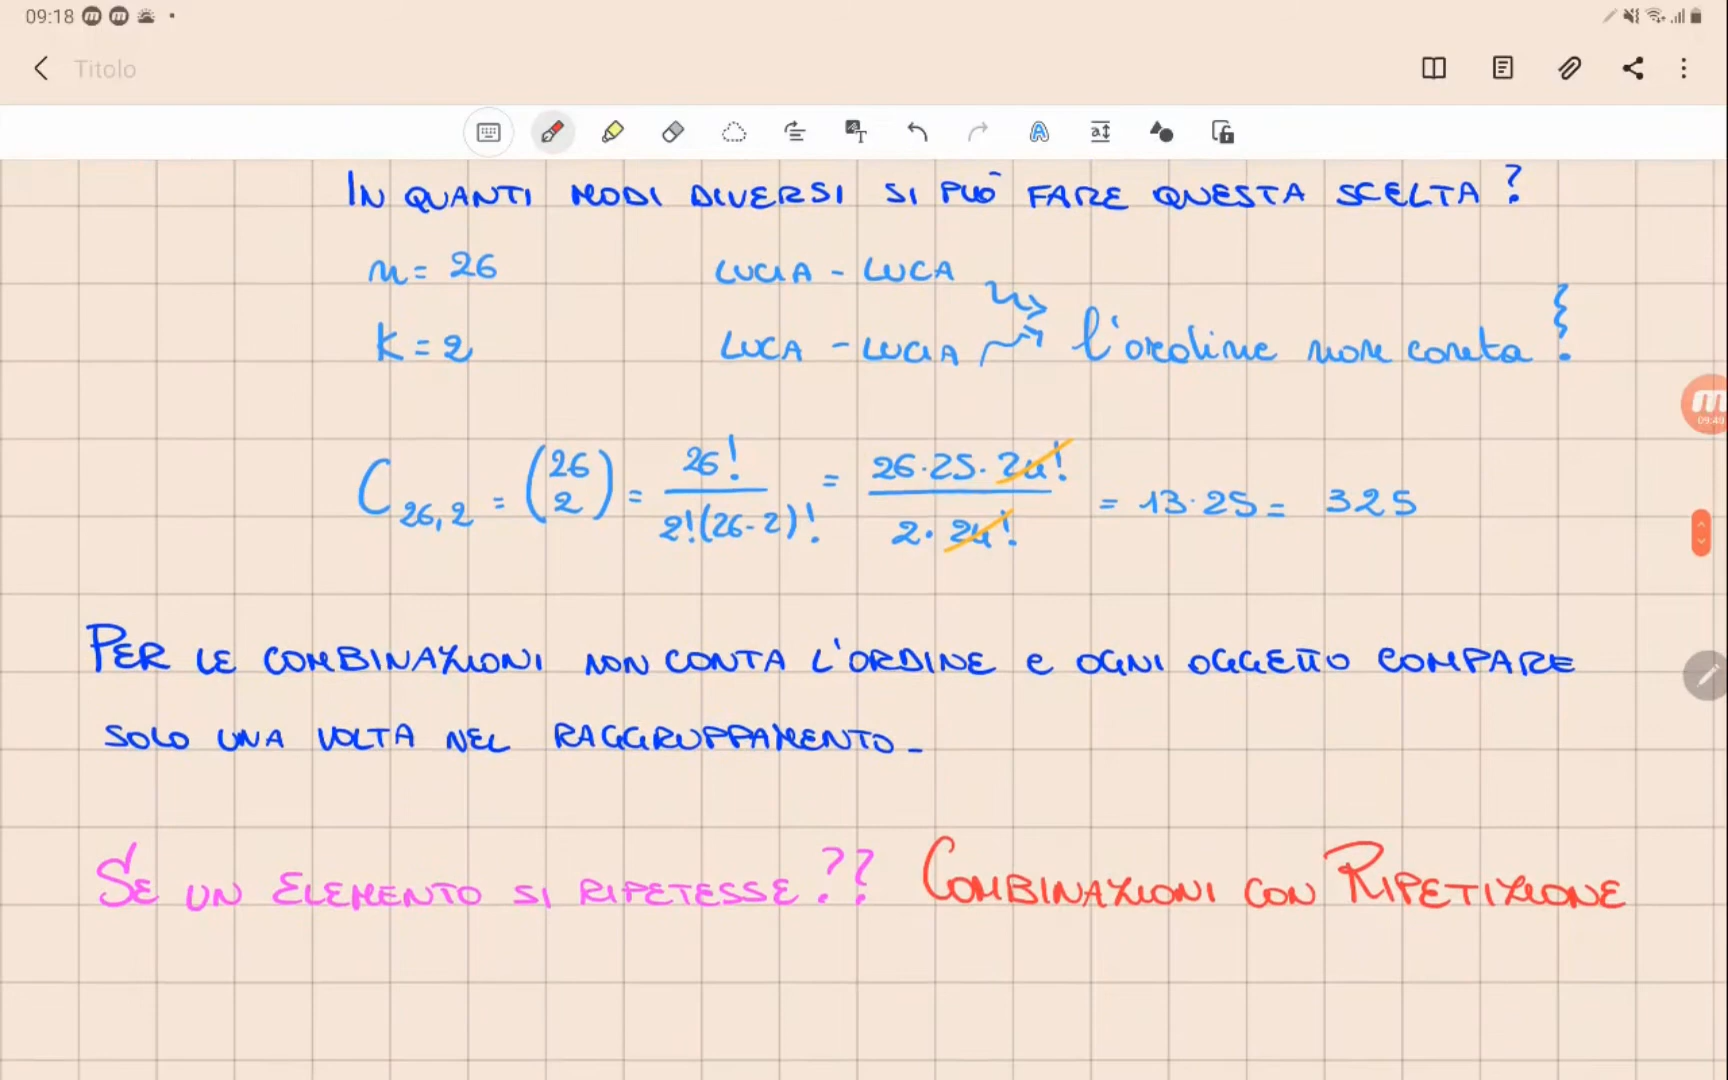 09:18
Titolo
IN QUANTI MODI DIVERSI SI PUÒ FARE QUESTA SCELTA?
n = 26 LUCIA - LUCA
K = 2 LUCA - LUCIA l'ordine non conta !
C26,2 = (26 2) = 26! / 2!(26-2)! = 26·25·24! / 2·24! = 13·25 = 325
PER LE COMBINAZIONI NON CONTA L'ORDINE E OGNI OGGETTO COMPARE
SOLO UNA VOLTA NEL RAGGRUPPAMENTO-
SE UN ELEMENTO SI RIPETESSE?? COMBINAZIONI CON RIPETIZIONE
09:40